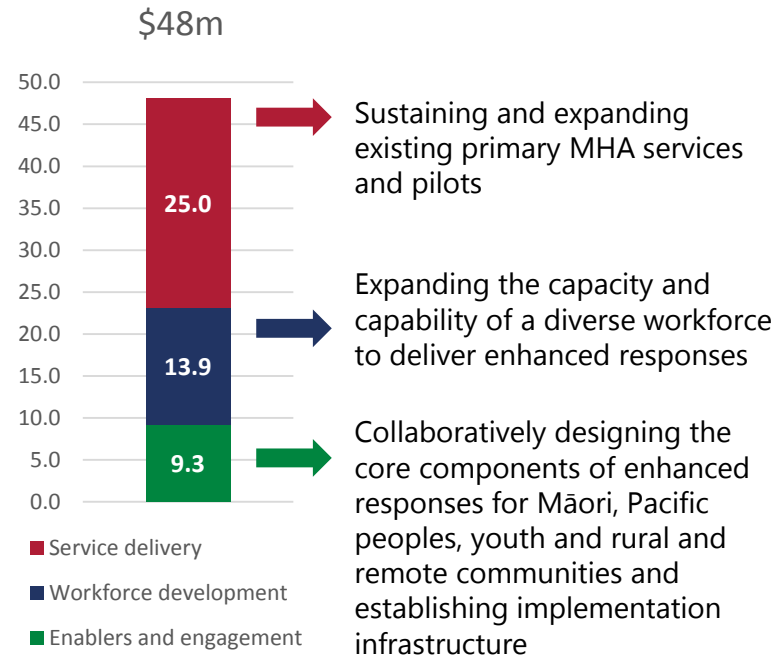 $48m
50.0
45.0
40.0
35.0
30.0
25.0
20.0
15.0
10.0
5.0
0.0
25.0
13.9
9.3
Service delivery
Workforce development
Enablers and engagement
Sustaining and expanding
existing primary MHA services
and pilots
Expanding the capacity and
capability of a diverse workforce
to deliver enhanced responses
Collaboratively designing the
core components of enhanced
responses for Māori, Pacific
peoples, youth and rural and
remote communities and
establishing implementation
infrastructure